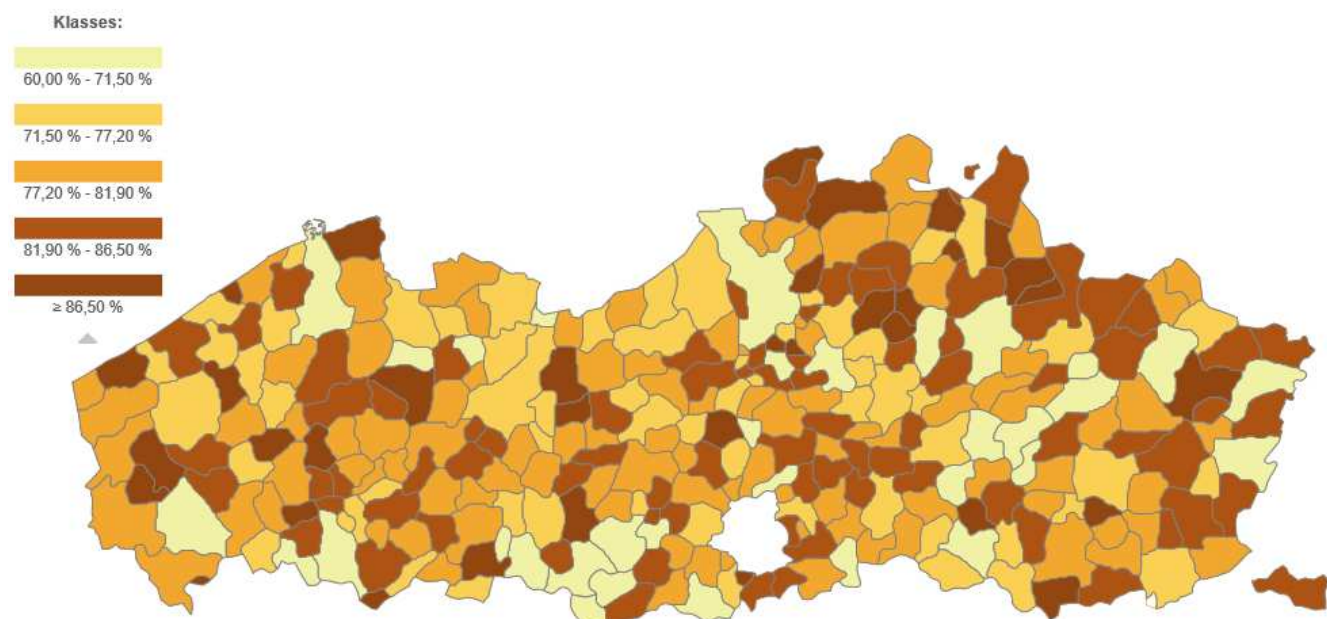 Klasses:
60,00 % - 71,50 %
71,50 % - 77,20 %
77,20 % - 81,90 %
81,90 % - 86,50 %
≥ 86,50 %